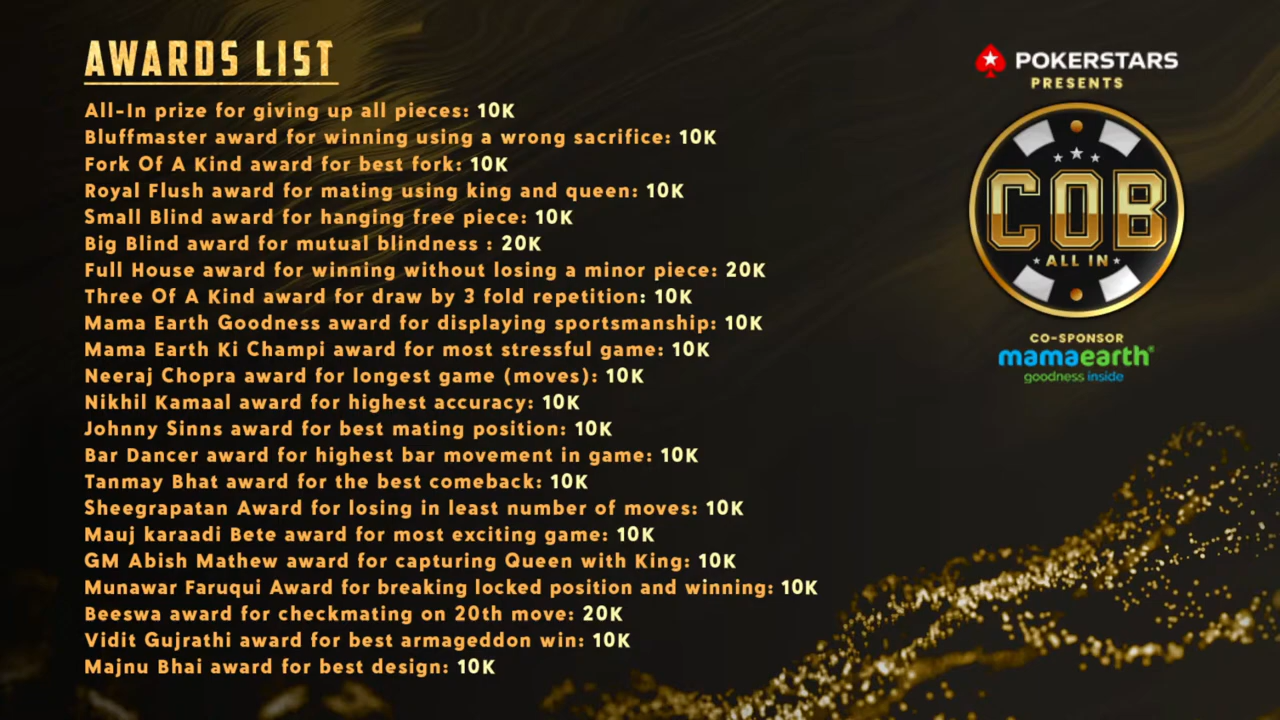 AWARDS LIST
All-In prize for giving up all pieces: 10K
Bluffmaster award for winning using a wrong sacrifice: 10K
Fork Of A Kind award for best fork: 10K
Royal Flush award for mating using king and queen: 10K
Small Blind award for hanging free piece: 10K
Big Blind award for mutual blindness : 20K
Full House award for winning without losing a minor piece: 20K
Three Of A Kind award for draw by 3 fold repetition: 10K
Mama Earth Goodness award for displaying sportsmanship: 10K
Mama Earth Ki Champi award for most stressful game: 10K
Neeraj Chopra award for longest game (moves): 10K
Nikhil Kamaal award for highest accuracy: 10K
Johnny Sinns award for best mating position: 10K
Bar Dancer award for highest bar movement in game: 10K
Tanmay Bhat award for the best comeback: 10K
Sheegrapatan Award for losing in least number of moves: 10K
Mauj karaadi Bete award for most exciting game: 10K
GM Abish Mathew award for capturing Queen with King: 10K
Munawar Faruqui Award for breaking locked position and winning: 10K
Beeswa award for checkmating on 20th move: 20K
Vidit Gujrathi award for best armageddon win: 10K
Majnu Bhai award for best design: 10K
POKERSTARS
PRESENTS
COB
ALL IN
CO-SPONSOR
mamaearth®
goodness inside